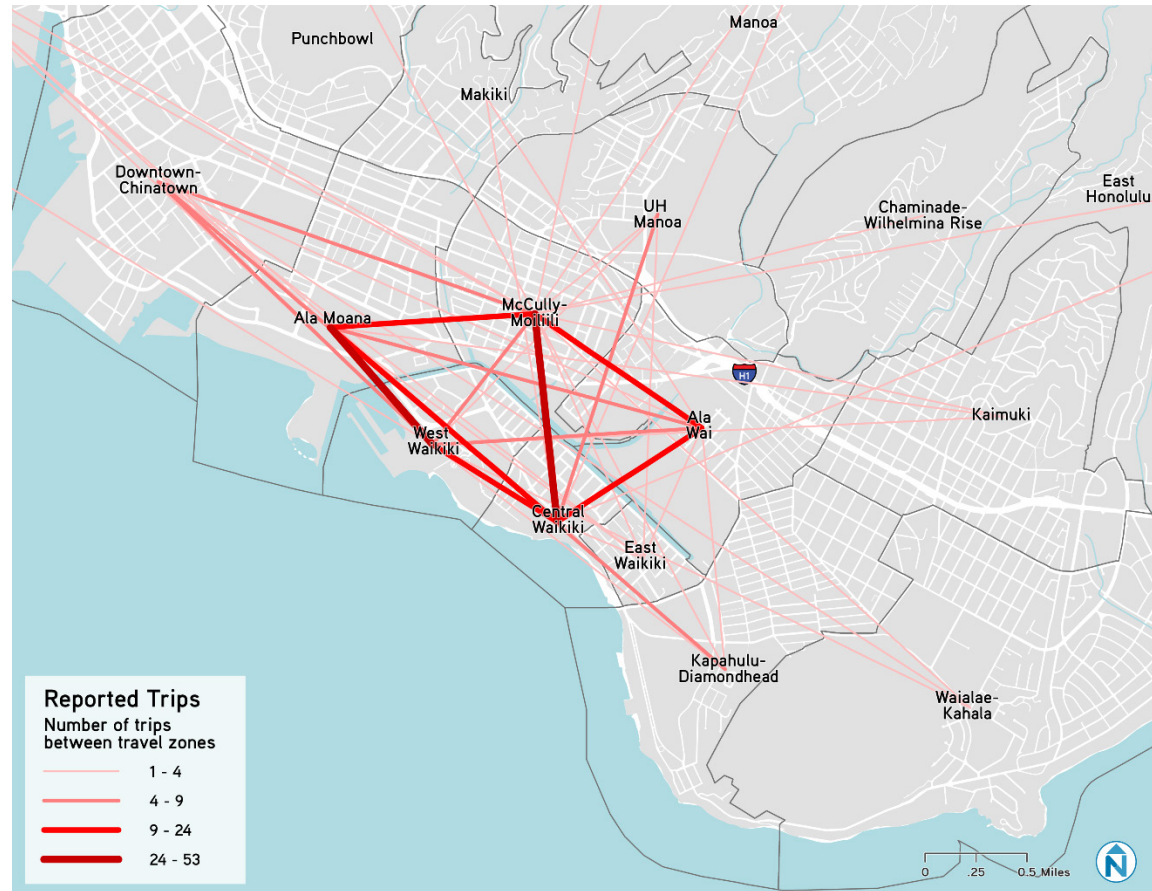 Manoa
Punchbowl
Makiki
Downtown-
Chinatown
East
Honolulu
UH
Manoa
Chaminade-
Wilhelmina Rise
McCully-
Moiliili
Ala Moana
H1
Ala
Wai
Kaimuki
West
Waikiki
Central
Waikiki
East
Waikiki
Kapahulu-
Diamondhead
Waialae-
Kahala
Reported Trips
Number of trips
between travel zones
1 - 4
4 - 9
9 - 24
24 - 53
0 .25 0.5 Miles
N